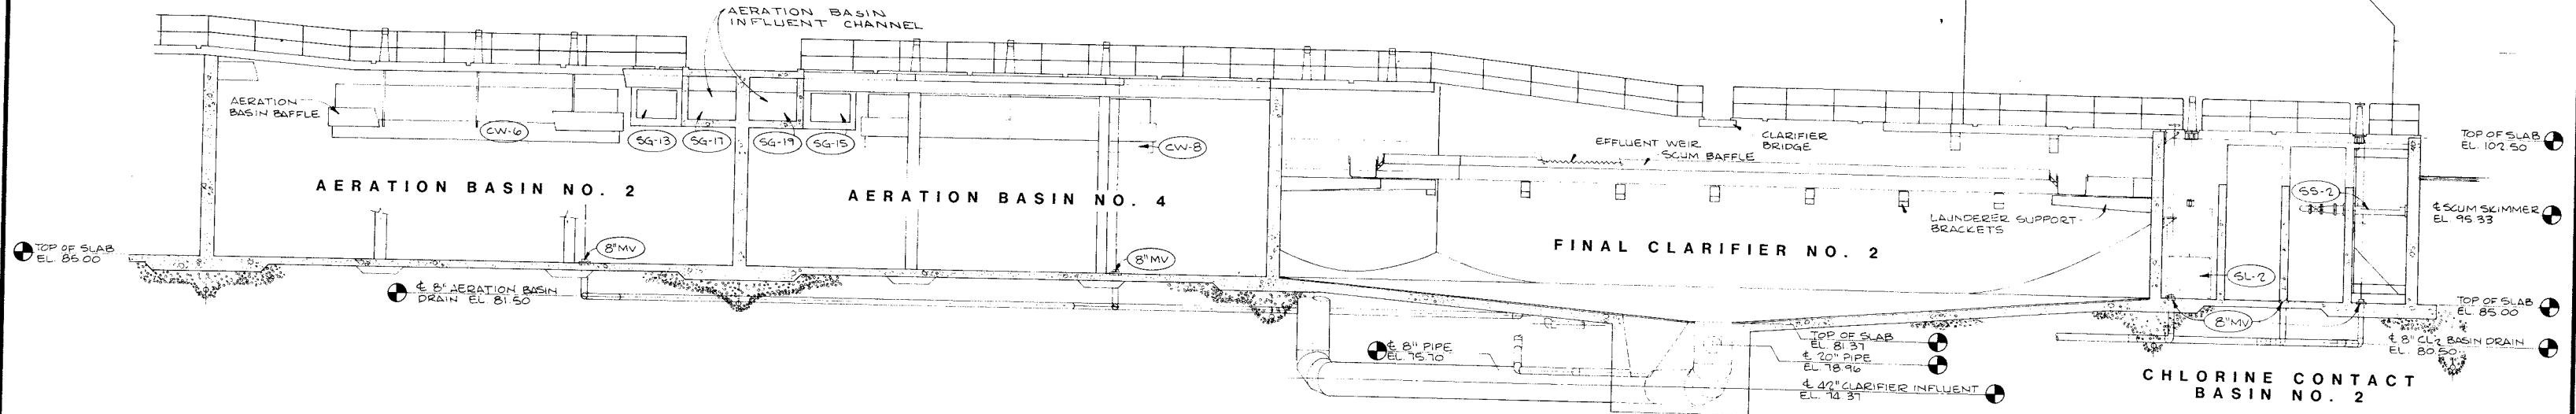 AERATION BASIN
INFLUENT CHANNEL
AERATION
BASIN BAFFLE
CW-6
SG-13
SG-17
SG-19
SG-15
CW-8
EFFLUENT WEIR
SCUM BAFFLE
CLARIFIER
BRIDGE
TOP OF SLAB
EL. 102.50
AERATION BASIN NO. 2
AERATION BASIN NO. 4
SS-2
℄ SCUM SKIMMER
EL 95.33
LAUNDERER SUPPORT
BRACKETS
FINAL CLARIFIER NO. 2
TOP OF SLAB
EL. 85.00
8"MV
8"MV
SL-2
℄ 8" AERATION BASIN
DRAIN EL 81.50
TOP OF SLAB
EL. 85.00
8"MV
TOP OF SLAB
EL. 81.37
℄ 8" PIPE
EL. 75.70
℄ 20" PIPE
EL. 78.96
℄ 8" CL2 BASIN DRAIN
EL. 80.50
℄ 42" CLARIFIER INFLUENT
EL. 74.37
CHLORINE CONTACT
BASIN NO. 2